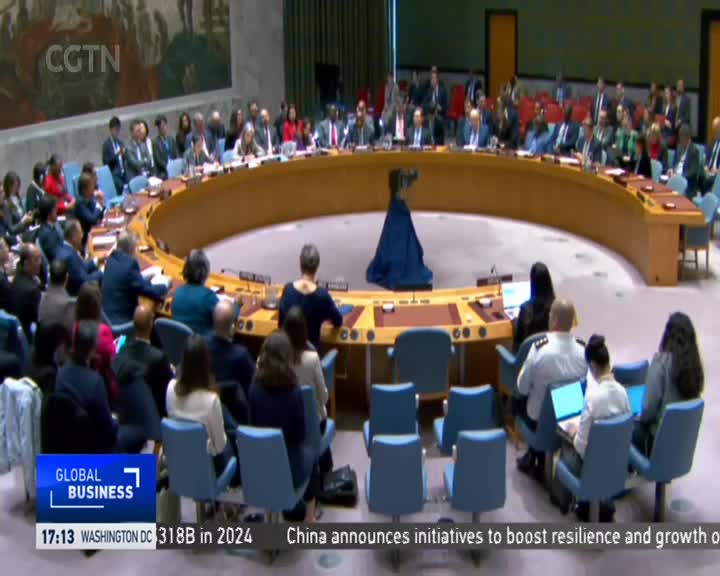 CGTN
GLOBAL
BUSINESS
17:13 WASHINGTON DC 318B in 2024 China announces initiatives to boost resilience and growth o